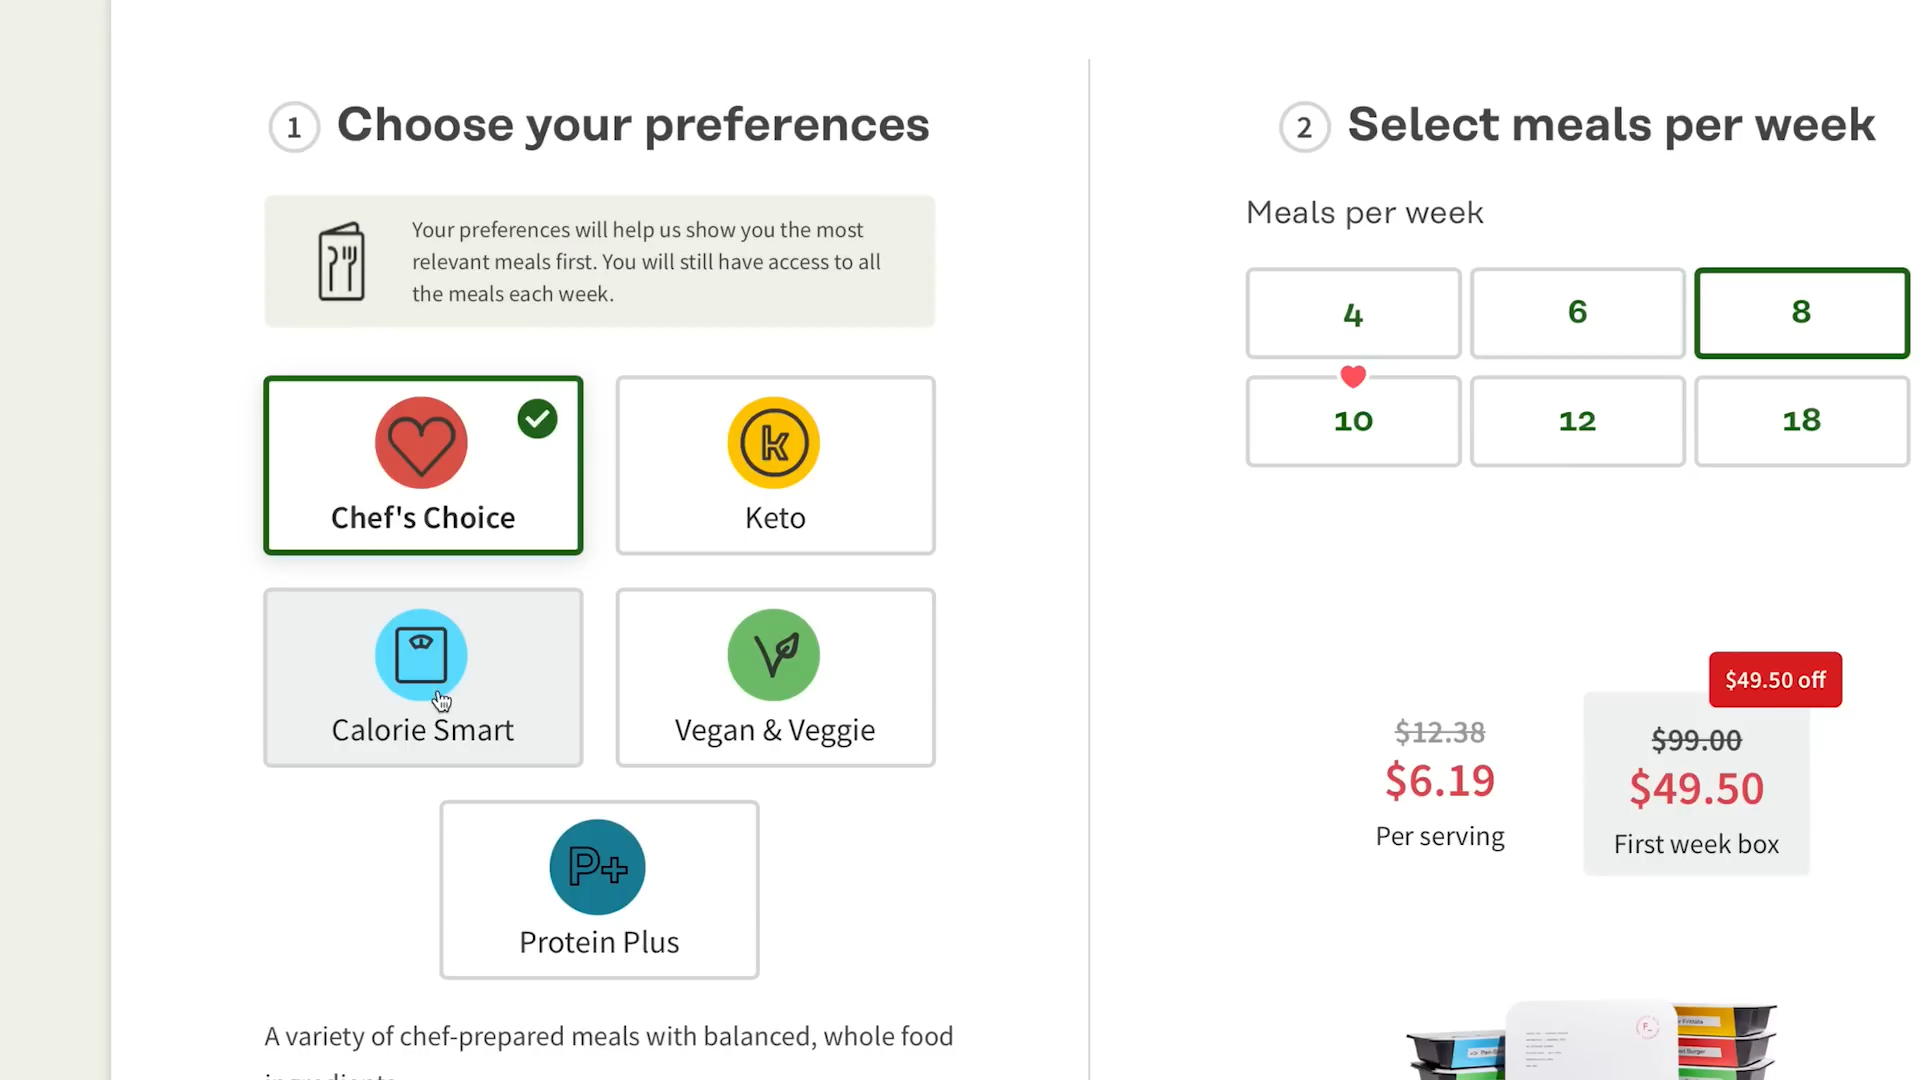 1 Choose your preferences
Your preferences will help us show you the most
relevant meals first. You will still have access to all
the meals each week.
Chef's Choice
k
Keto
Calorie Smart
Vegan & Veggie
P+
Protein Plus
A variety of chef-prepared meals with balanced, whole food
2 Select meals per week
Meals per week
4
6
8
10
12
18
$49.50 off
$12.38
$6.19
Per serving
$99.00
$49.50
First week box